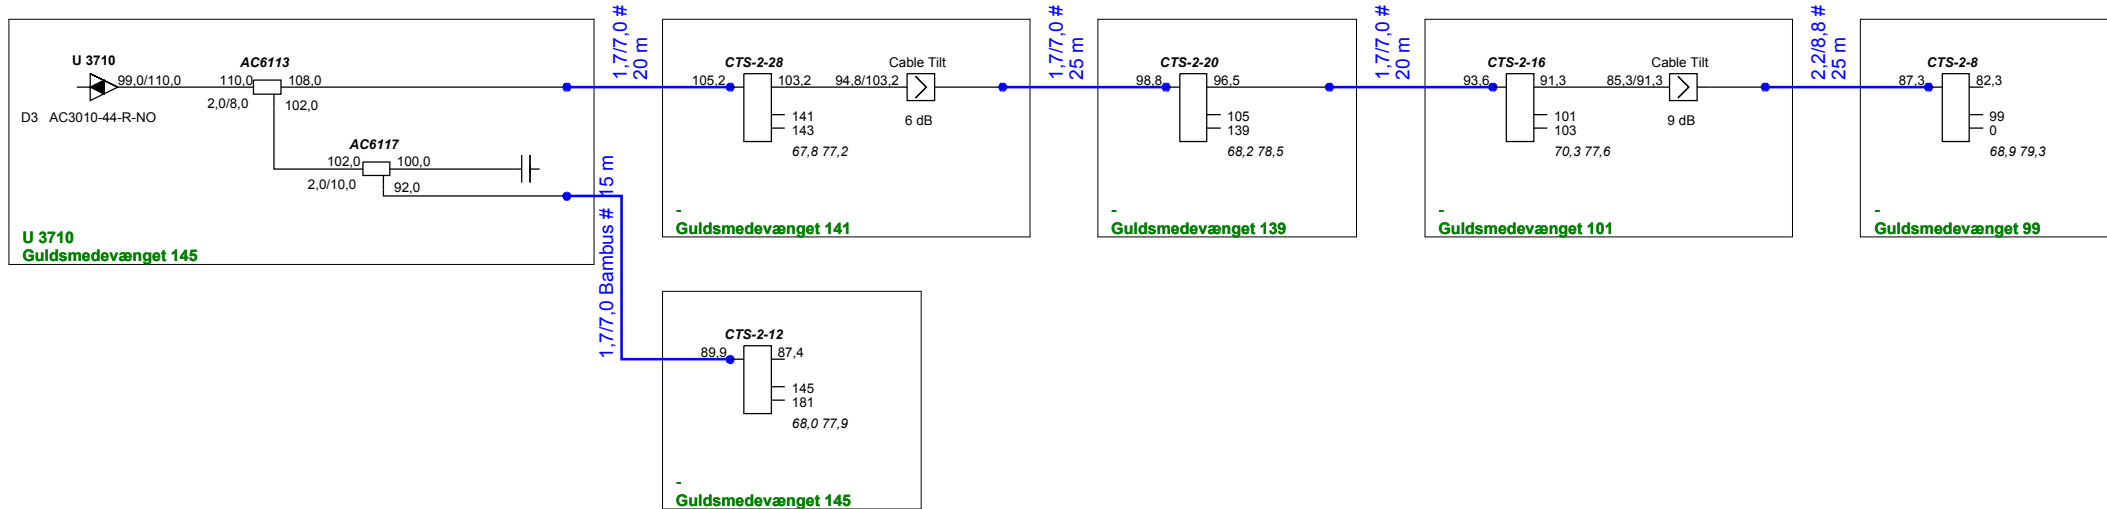 U 3710
99,0/110,0
D3 AC3010-44-R-NO
AC6113
110,0
108,0
2,0/8,0
102,0
AC6117
102,0
100,0
2,0/10,0
92,0
U 3710
Guldsmedevænget 145
1,7/7,0 #
20 m
1,7/7,0 Bambus # 15 m
CTS-2-28
105,2
103,2
141
143
67,8 77,2
94,8/103,2
Cable Tilt
6 dB
-
Guldsmedevænget 141
1,7/7,0 #
25 m
CTS-2-20
98,8
96,5
105
139
68,2 78,5
-
Guldsmedevænget 139
1,7/7,0 #
20 m
CTS-2-16
93,6
91,3
101
103
70,3 77,6
85,3/91,3
Cable Tilt
9 dB
-
Guldsmedevænget 101
2,2/8,8 #
25 m
CTS-2-8
87,3
82,3
99
0
68,9 79,3
-
Guldsmedevænget 99
CTS-2-12
89,9
87,4
145
181
68,0 77,9
-
Guldsmedevænget 145